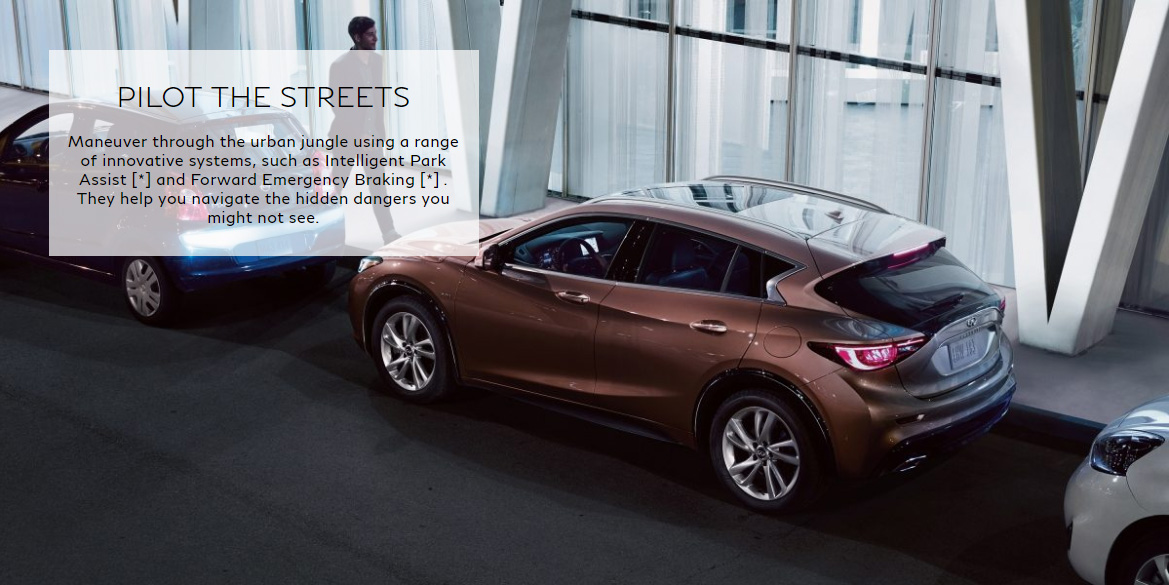 PILOT THE STREETS
Maneuver through the urban jungle using a range
of innovative systems, such as Intelligent Park
Assist [*] and Forward Emergency Braking [*] .
They help you navigate the hidden dangers you
might not see.